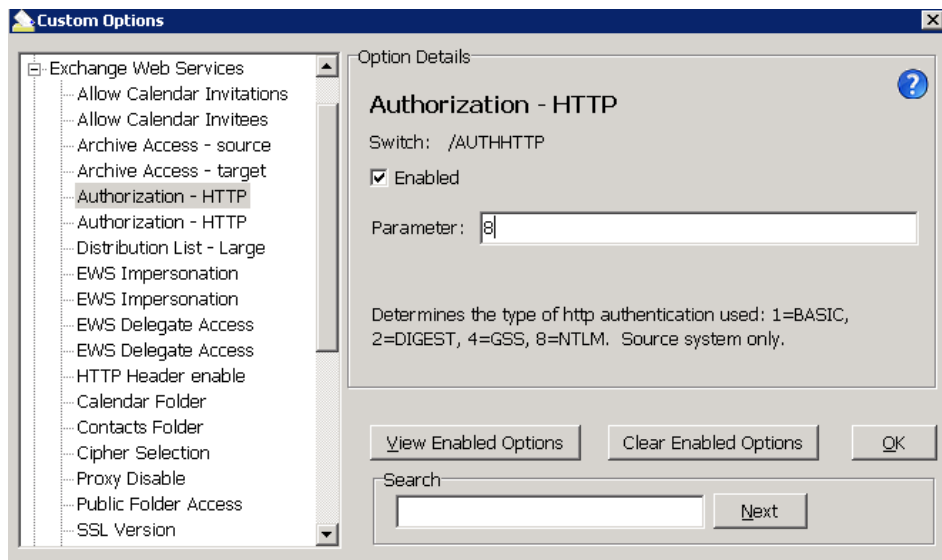 Custom Options
Exchange Web Services
Allow Calendar Invitations
Allow Calendar Invitees
Archive Access - source
Archive Access - target
Authorization - HTTP
Authorization - HTTP
Distribution List - Large
EWS Impersonation
EWS Impersonation
EWS Delegate Access
EWS Delegate Access
HTTP Header enable
Calendar Folder
Contacts Folder
Cipher Selection
Proxy Disable
Public Folder Access
SSL Version
Option Details
Authorization - HTTP
Switch: /AUTHHTTP
Enabled
Parameter: 8
Determines the type of http authentication used: 1=BASIC,
2=DIGEST, 4=GSS, 8=NTLM. Source system only.
View Enabled Options Clear Enabled Options OK
Search
Next